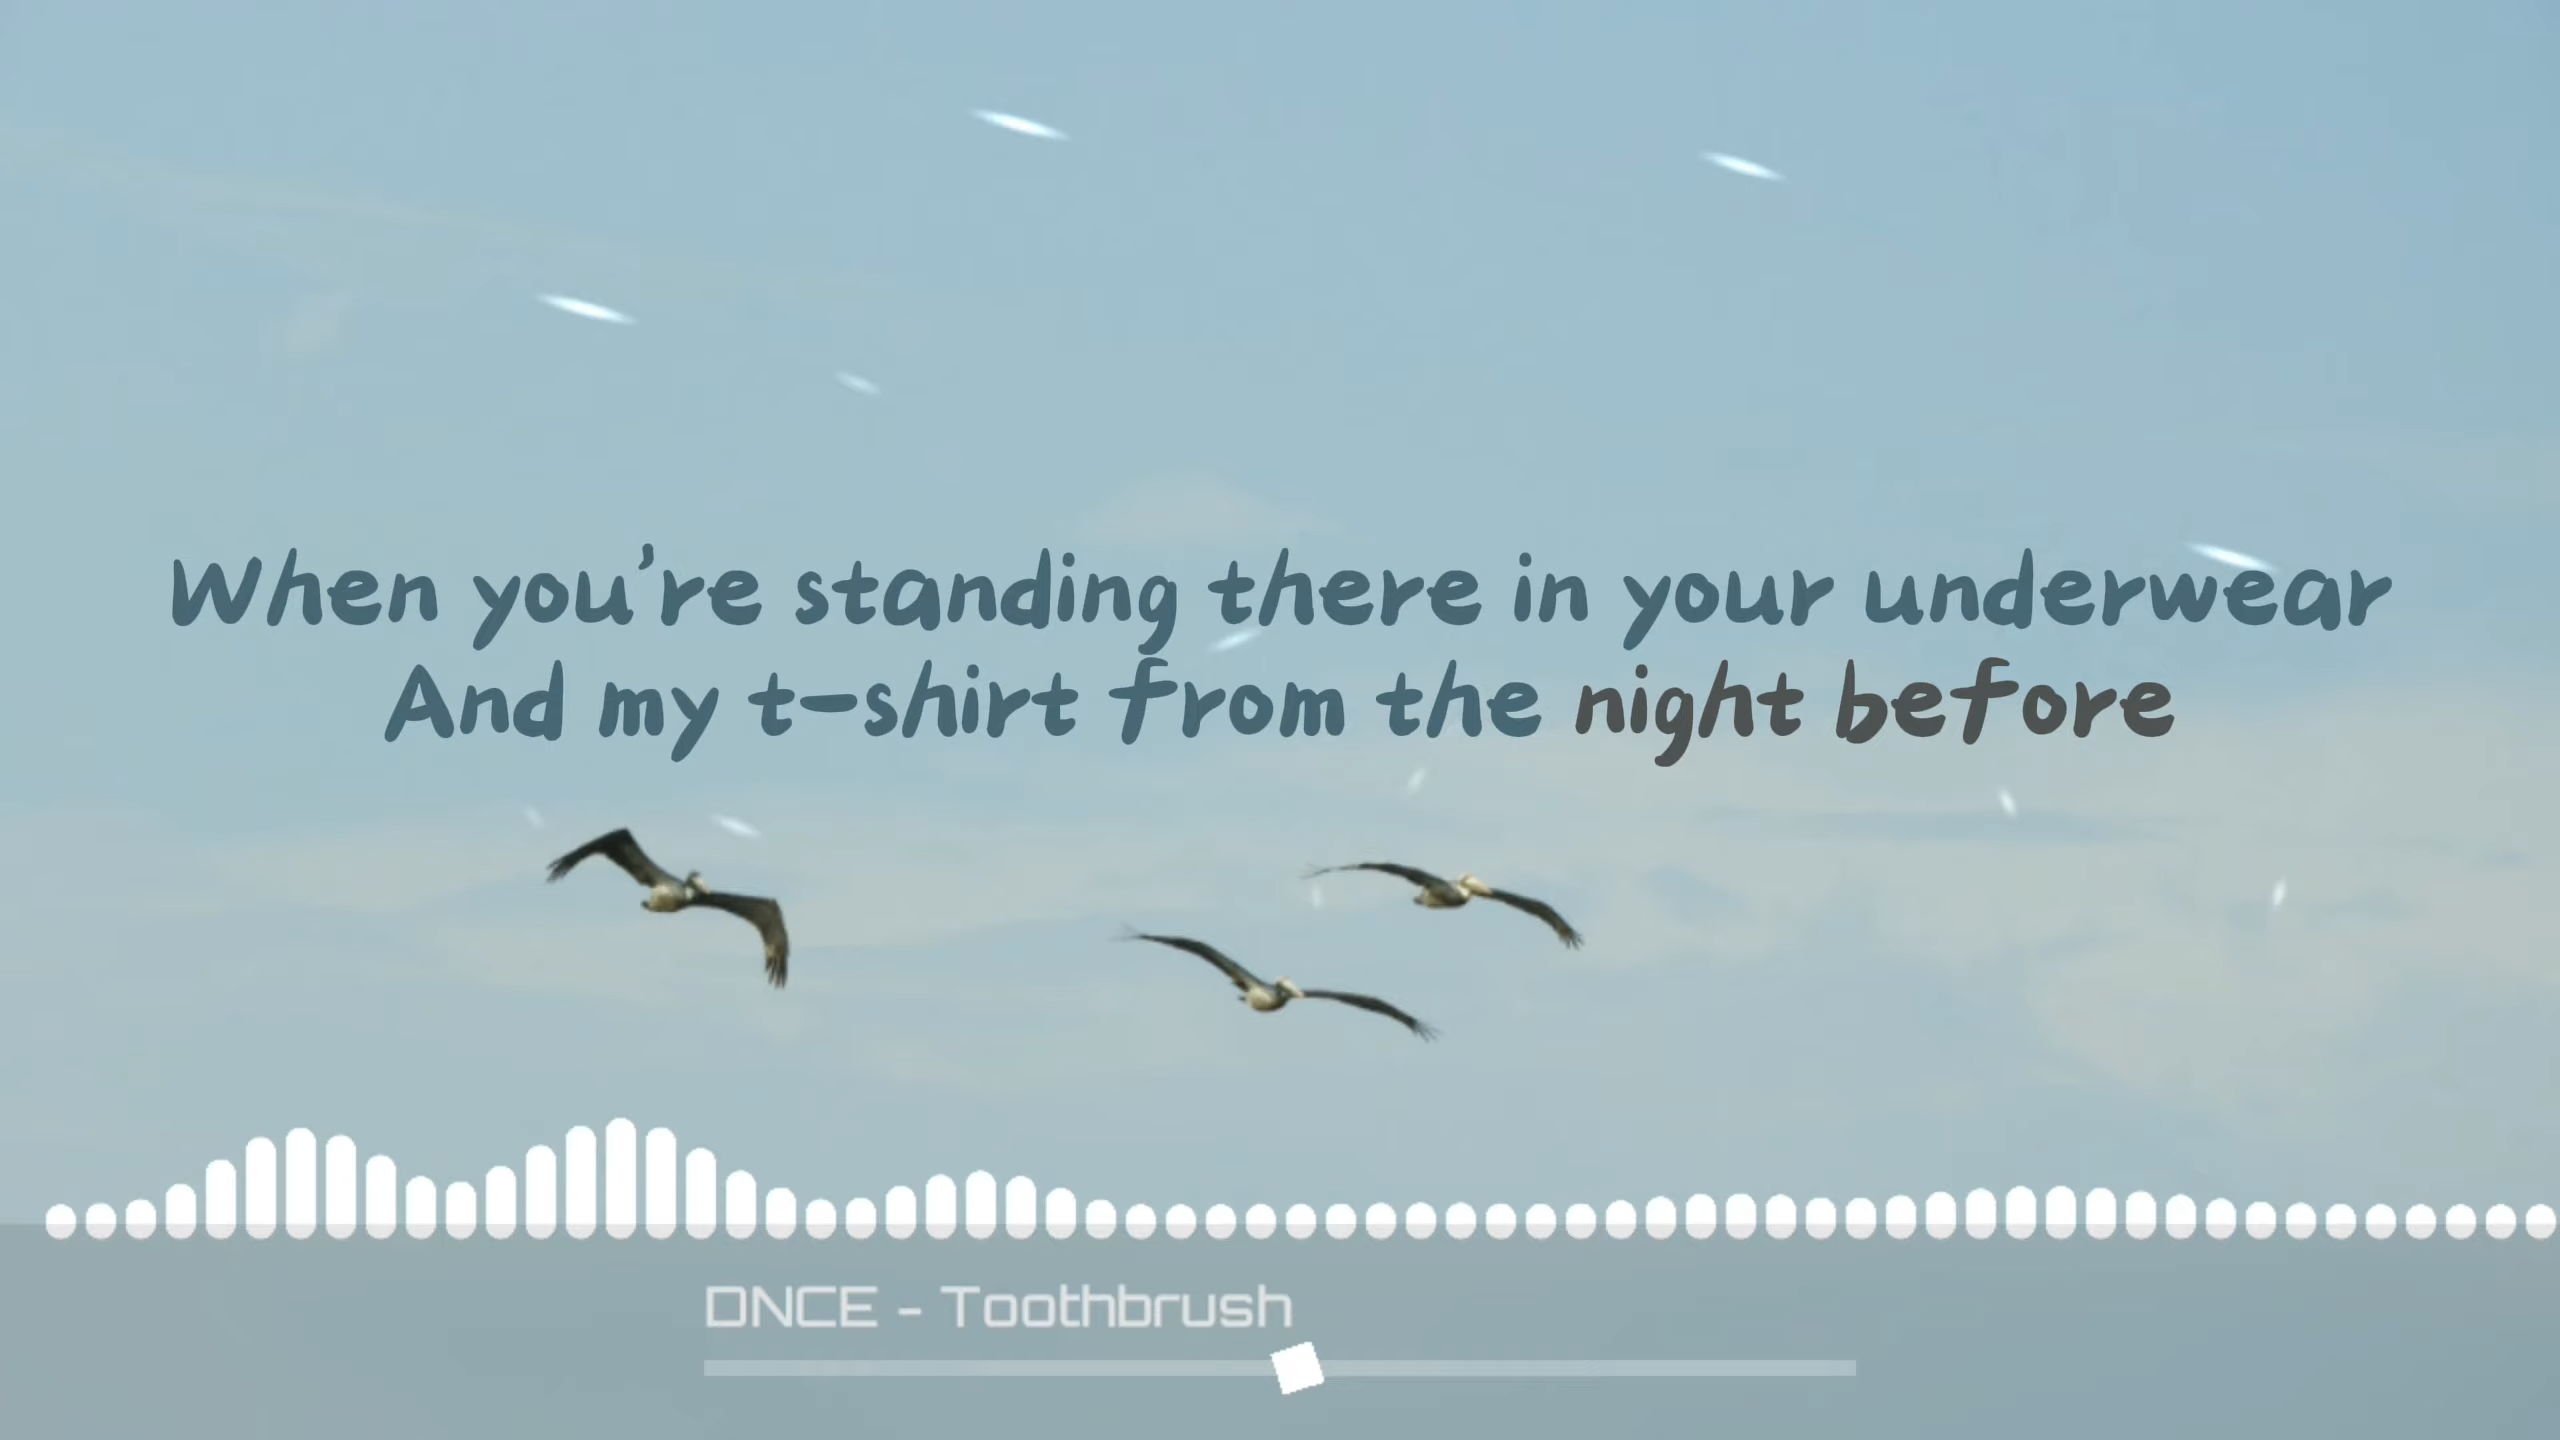 When you're standing there in your underwear
And my t-shirt from the night before
DNCE - Toothbrush